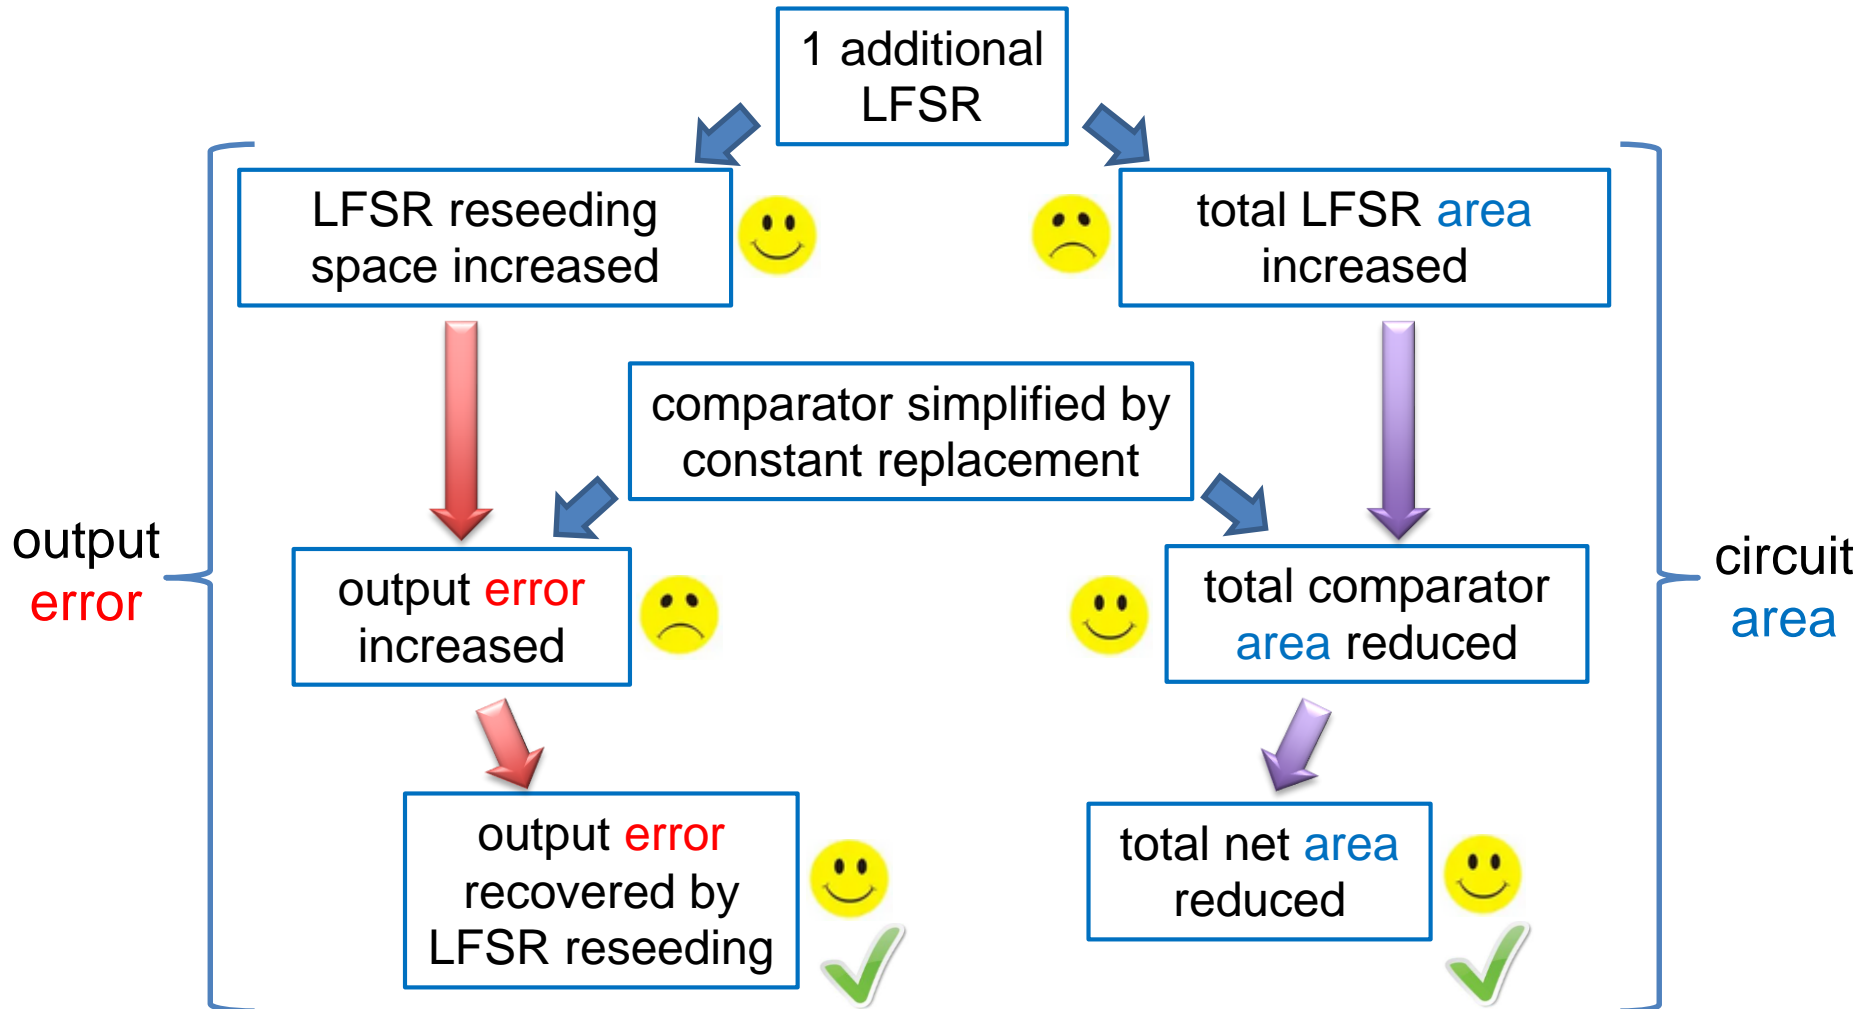 1 additional
LFSR
LFSR reseeding
space increased
total LFSR area
increased
comparator simplified by
constant replacement
output
error
output error
increased
total comparator
area reduced
circuit
area
output error
recovered by
LFSR reseeding
total net area
reduced